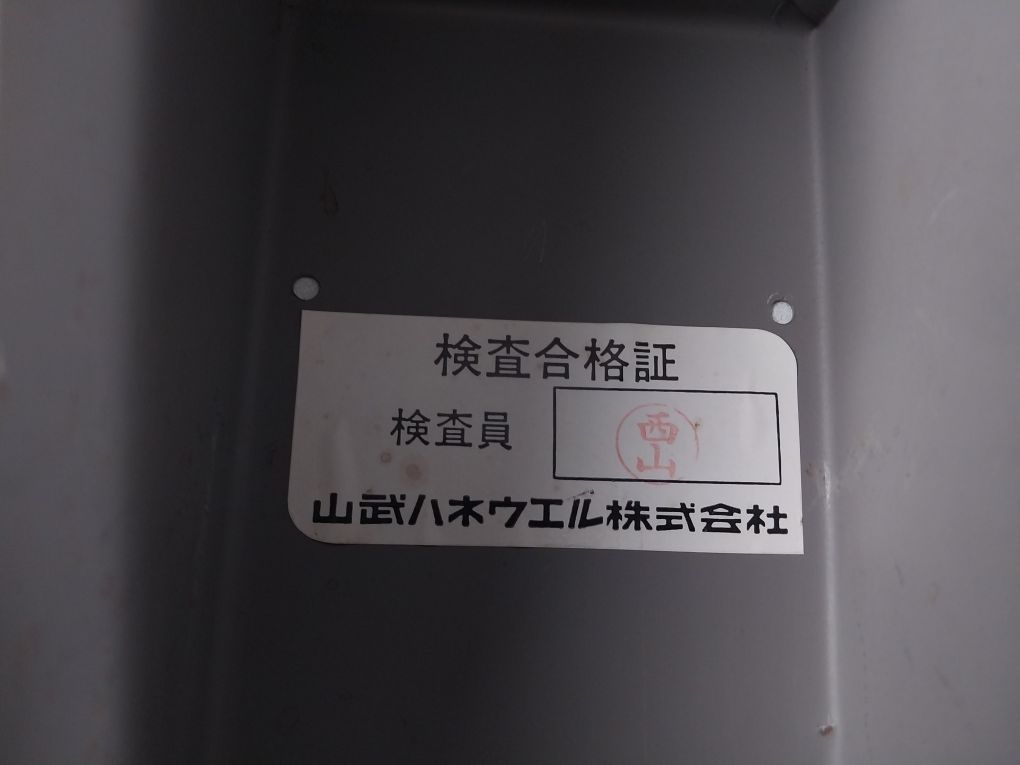 検査合格証
検査員 西山
山武ハネウエル株式会社